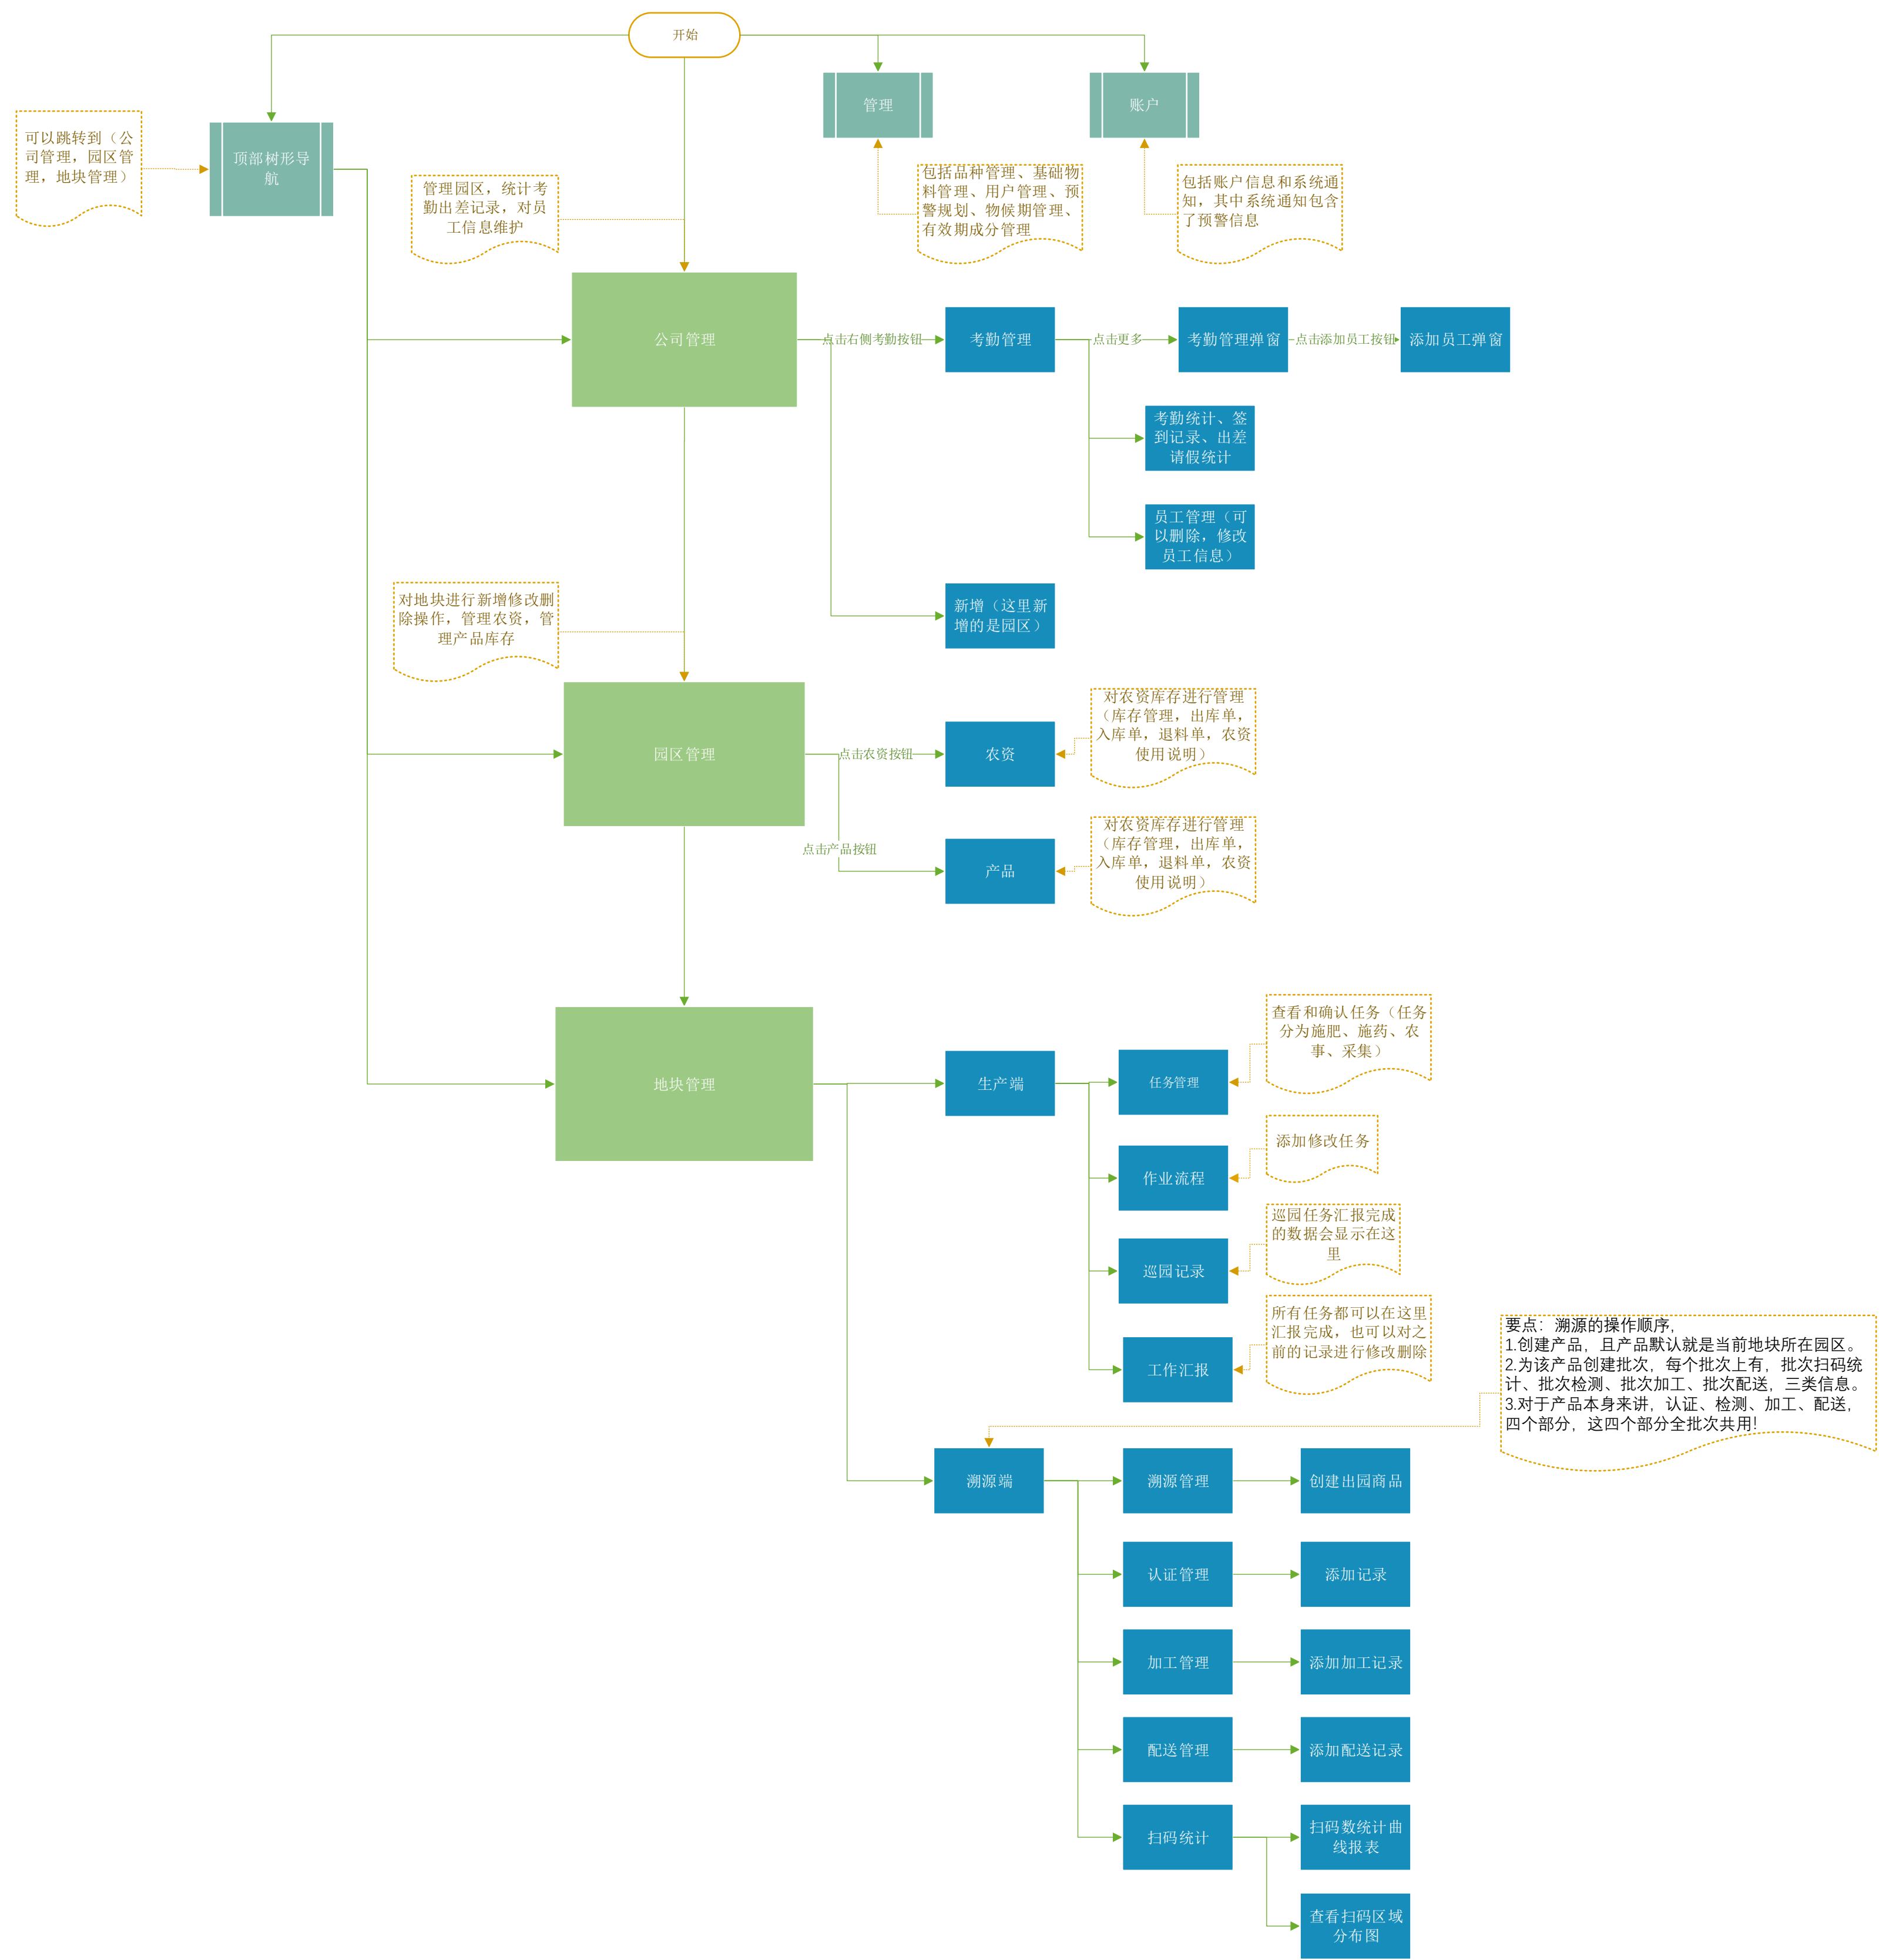 开始
管理
账户
可以跳转到（公
司管理，园区管
理，地块管理）
顶部树形导
航
管理园区，统计考
勤出差记录，对员
工信息维护
包括品种管理、基础物
料管理、用户管理、预
警规划、物候期管理、
有效期成分管理
包括账户信息和系统通
知，其中系统通知包含
了预警信息
公司管理
点击右侧考勤按钮
考勤管理
点击更多
考勤管理弹窗
点击添加员工按钮
添加员工弹窗
考勤统计、签
到记录、出差
请假统计
员工管理（可
以删除，修改
员工信息）
新增（这里新
增的是园区）
对地块进行新增修改删
除操作，管理农资，管
理产品库存
园区管理
点击农资按钮
农资
对农资库存进行管理
（库存管理，出库单，
入库单，退料单，农资
使用说明）
点击产品按钮
产品
对农资库存进行管理
（库存管理，出库单，
入库单，退料单，农资
使用说明）
地块管理
生产端
任务管理
查看和确认任务（任务
分为施肥、施药、农
事、采集）
作业流程
添加修改任务
巡园记录
巡园任务汇报完成
的数据会显示在这
里
工作汇报
所有任务都可以在这里
汇报完成，也可以对之
前的记录进行修改删除
要点：溯源的操作顺序，
1.创建产品，且产品默认就是当前地块所在园区。
2.为该产品创建批次，每个批次上有，批次扫码统
计、批次检测、批次加工、批次配送，三类信息。
3.对于产品本身来讲，认证、检测、加工、配送，
四个部分，这四个部分全批次共用！
溯源端
溯源管理
创建出园商品
认证管理
添加记录
加工管理
添加加工记录
配送管理
添加配送记录
扫码统计
扫码数统计曲
线报表
查看扫码区域
分布图